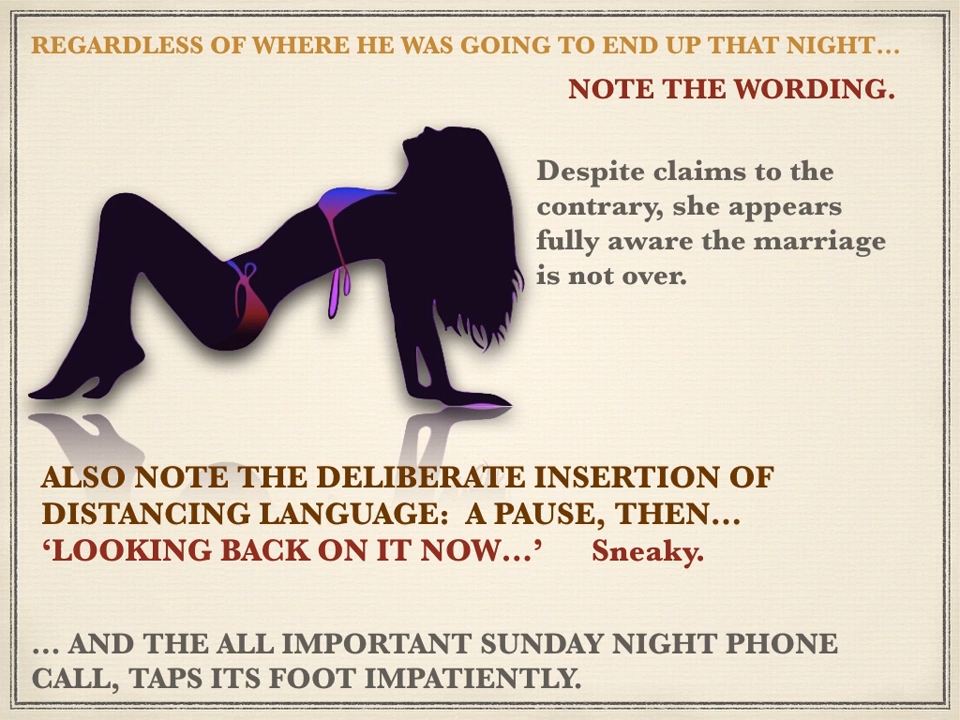 REGARDLESS OF WHERE HE WAS GOING TO END UP THAT NIGHT…
NOTE THE WORDING.
Despite claims to the
contrary, she appears
fully aware the marriage
is not over.
ALSO NOTE THE DELIBERATE INSERTION OF
DISTANCING LANGUAGE: A PAUSE, THEN…
‘LOOKING BACK ON IT NOW…’ Sneaky.
… AND THE ALL IMPORTANT SUNDAY NIGHT PHONE
CALL, TAPS ITS FOOT IMPATIENTLY.